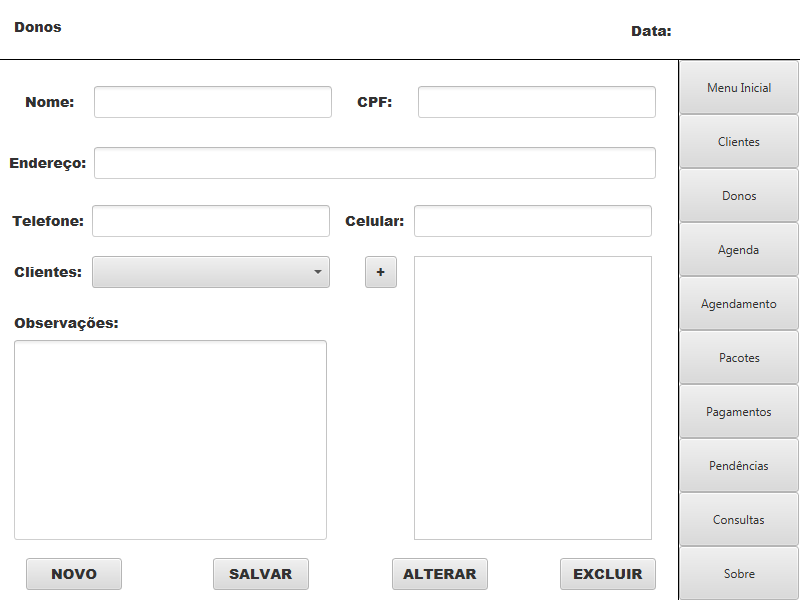 Donos
Data:
Nome:
CPF:
Endereço:
Telefone:
Celular:
Clientes:
+
Observações:
NOVO
SALVAR
ALTERAR
EXCLUIR
Menu Inicial
Clientes
Donos
Agenda
Agendamento
Pacotes
Pagamentos
Pendências
Consultas
Sobre